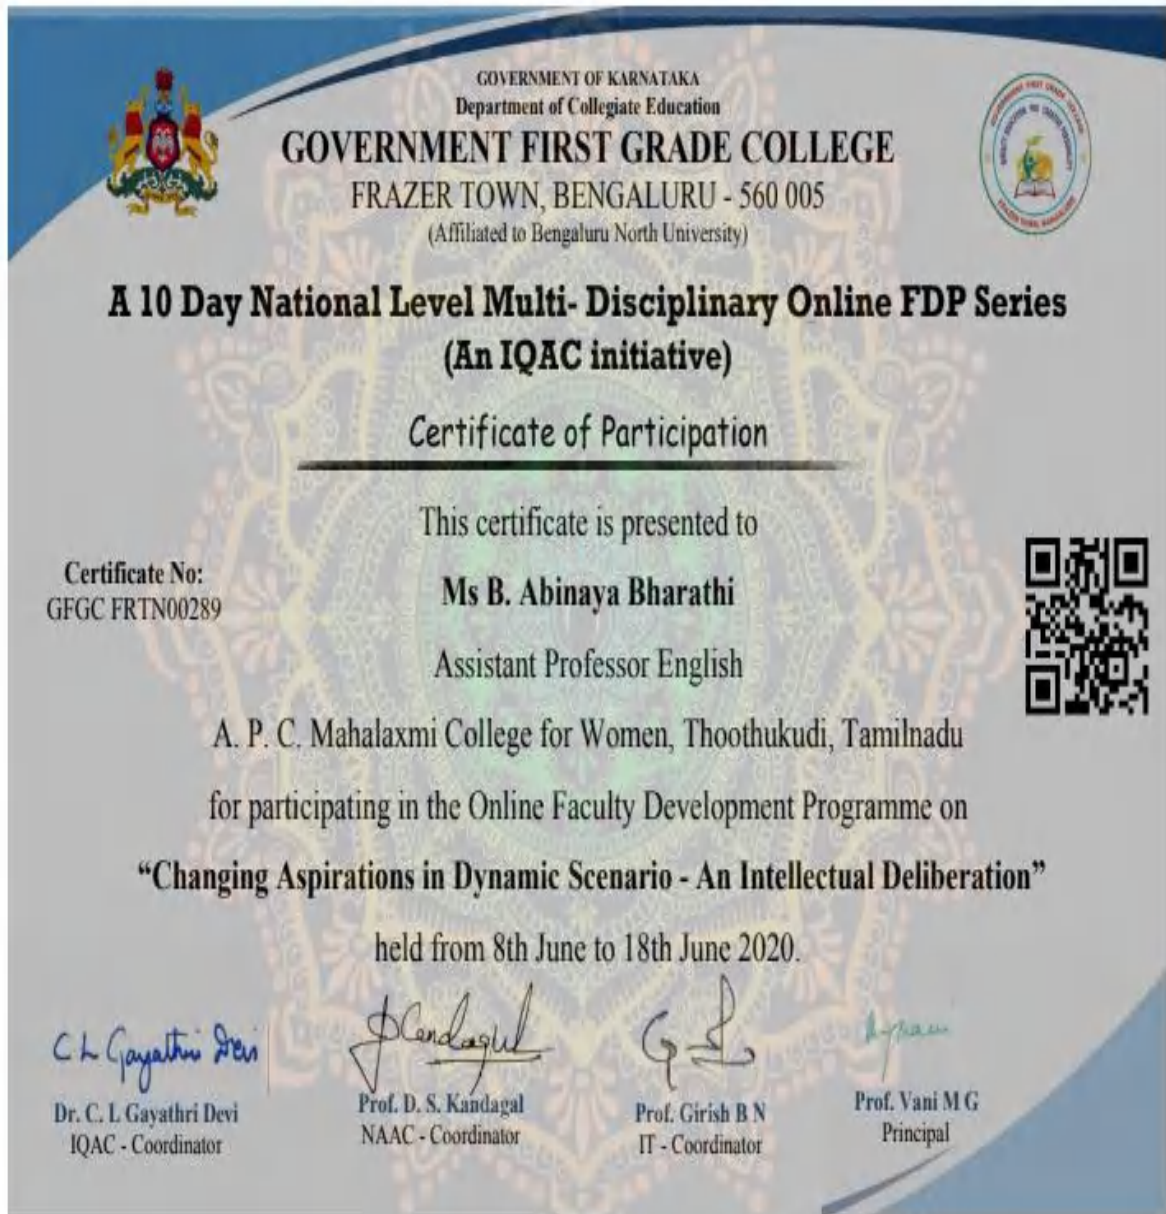 GOVERNMENT OF KARNATAKA
Department of Collegiate Education
GOVERNMENT FIRST GRADE COLLEGE
FRAZER TOWN, BENGALURU - 560 005
(Affiliated to Bengaluru North University)
A 10 Day National Level Multi- Disciplinary Online FDP Series
(An IQAC initiative)
Certificate of Participation
This certificate is presented to
Certificate No:
GFGC FRTN00289
Ms B. Abinaya Bharathi
Assistant Professor English
A. P. C. Mahalaxmi College for Women, Thoothukudi, Tamilnadu
for participating in the Online Faculty Development Programme on
“Changing Aspirations in Dynamic Scenario - An Intellectual Deliberation”
held from 8th June to 18th June 2020.
C L Gayathri Devi
Dr. C. L Gayathri Devi
IQAC - Coordinator
Prof. D. S. Kandagal
NAAC - Coordinator
Prof. Girish B N
IT - Coordinator
Prof. Vani M G
Principal